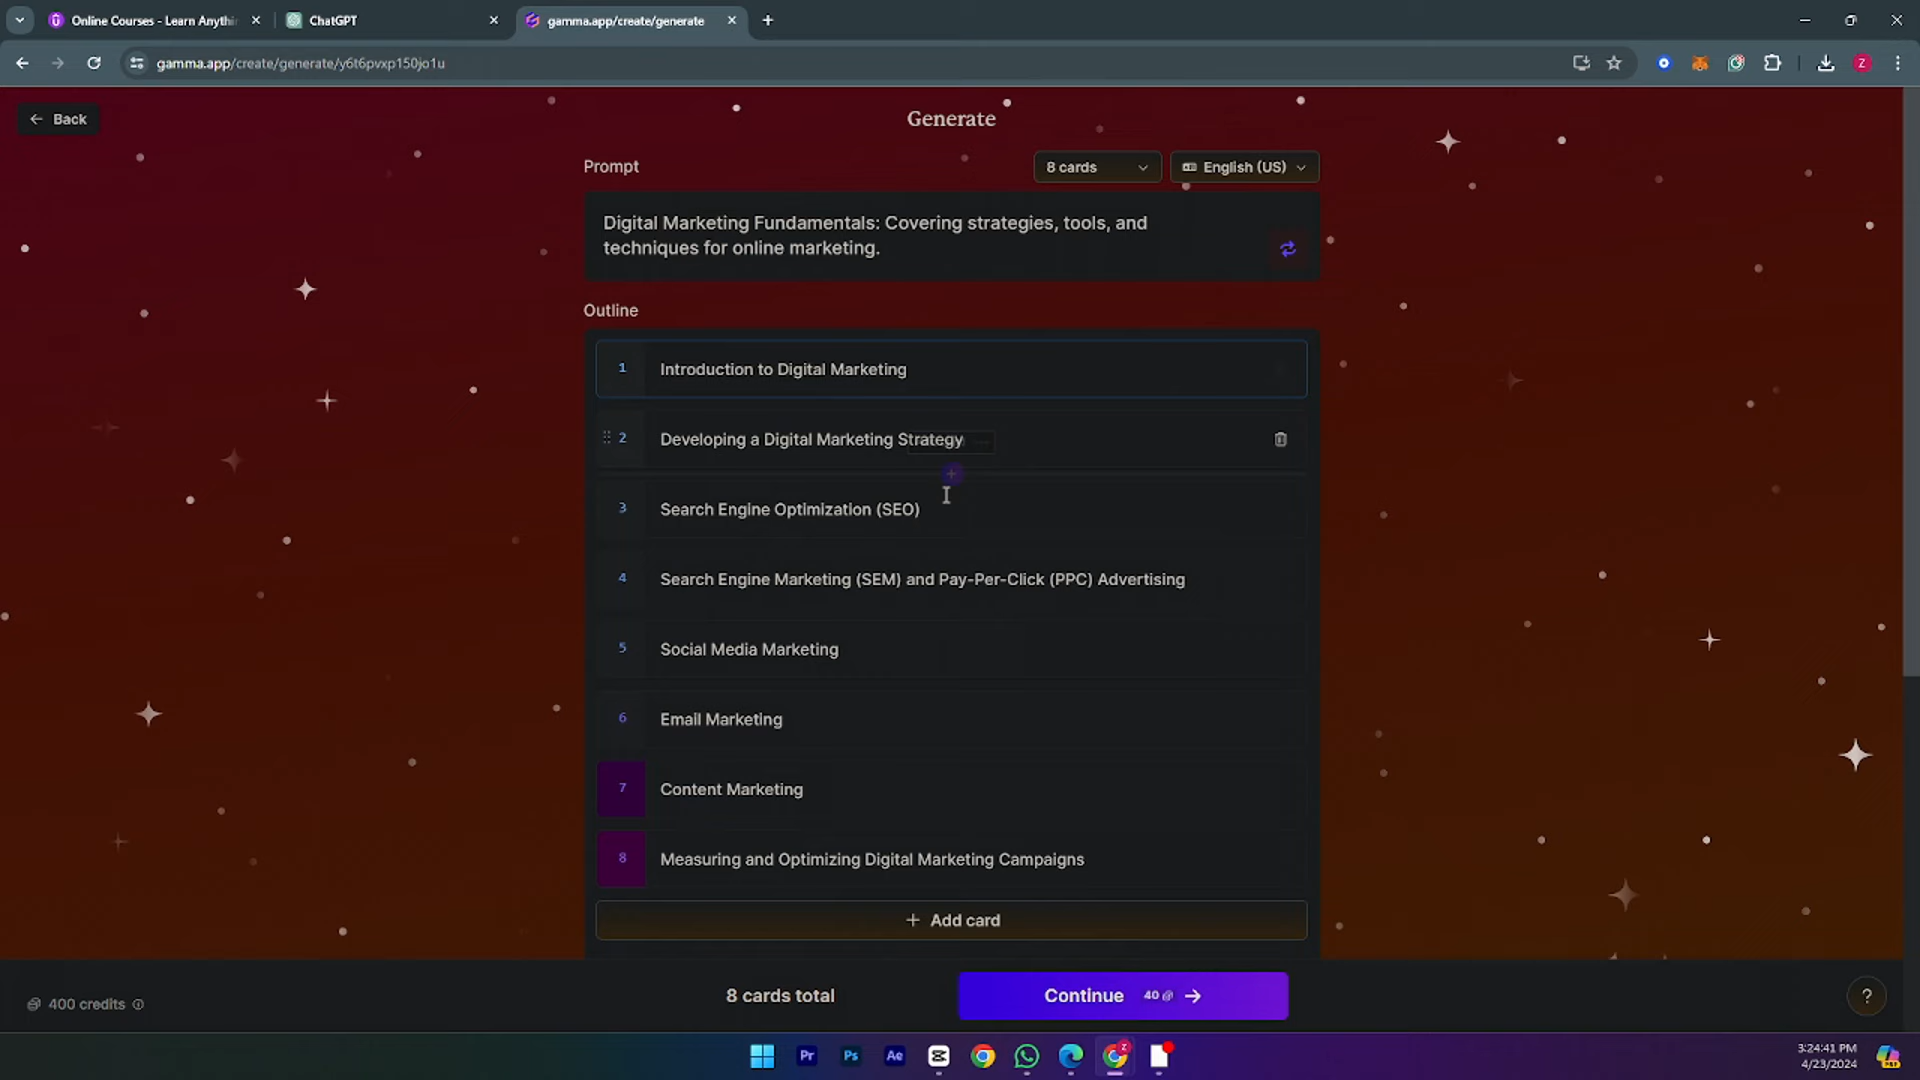 Online Courses - Learn Anythi
ChatGPT
gamma.app/create/generate
gamma.app/create/generate/y6t6pvxp150jo1u
Z
Back
Generate
Prompt
8 cards
English (US)
Digital Marketing Fundamentals: Covering strategies, tools, and
techniques for online marketing.
Outline
1 Introduction to Digital Marketing
2 Developing a Digital Marketing Strategy
3 Search Engine Optimization (SEO)
4 Search Engine Marketing (SEM) and Pay-Per-Click (PPC) Advertising
5 Social Media Marketing
6 Email Marketing
7 Content Marketing
8 Measuring and Optimizing Digital Marketing Campaigns
+ Add card
400 credits
8 cards total
Continue 40
?
Pr
Ps
Ae
Z
3:24:41 PM
4/23/2024